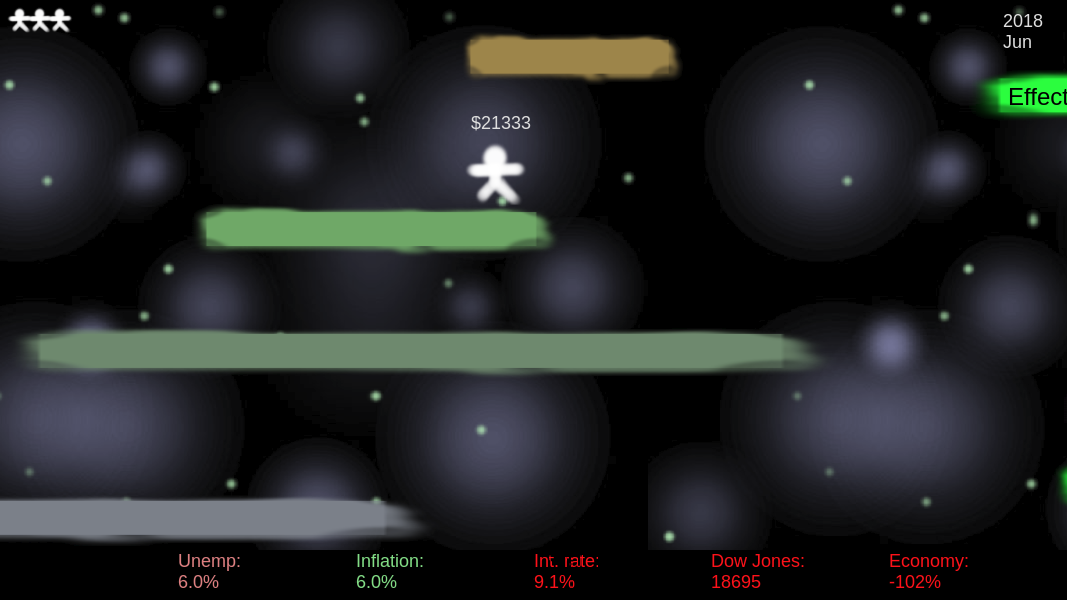 2018
Jun
Effect
$21333
Unemp:
6.0%
Inflation:
6.0%
Int. rate:
9.1%
Dow Jones:
18695
Economy:
-102%